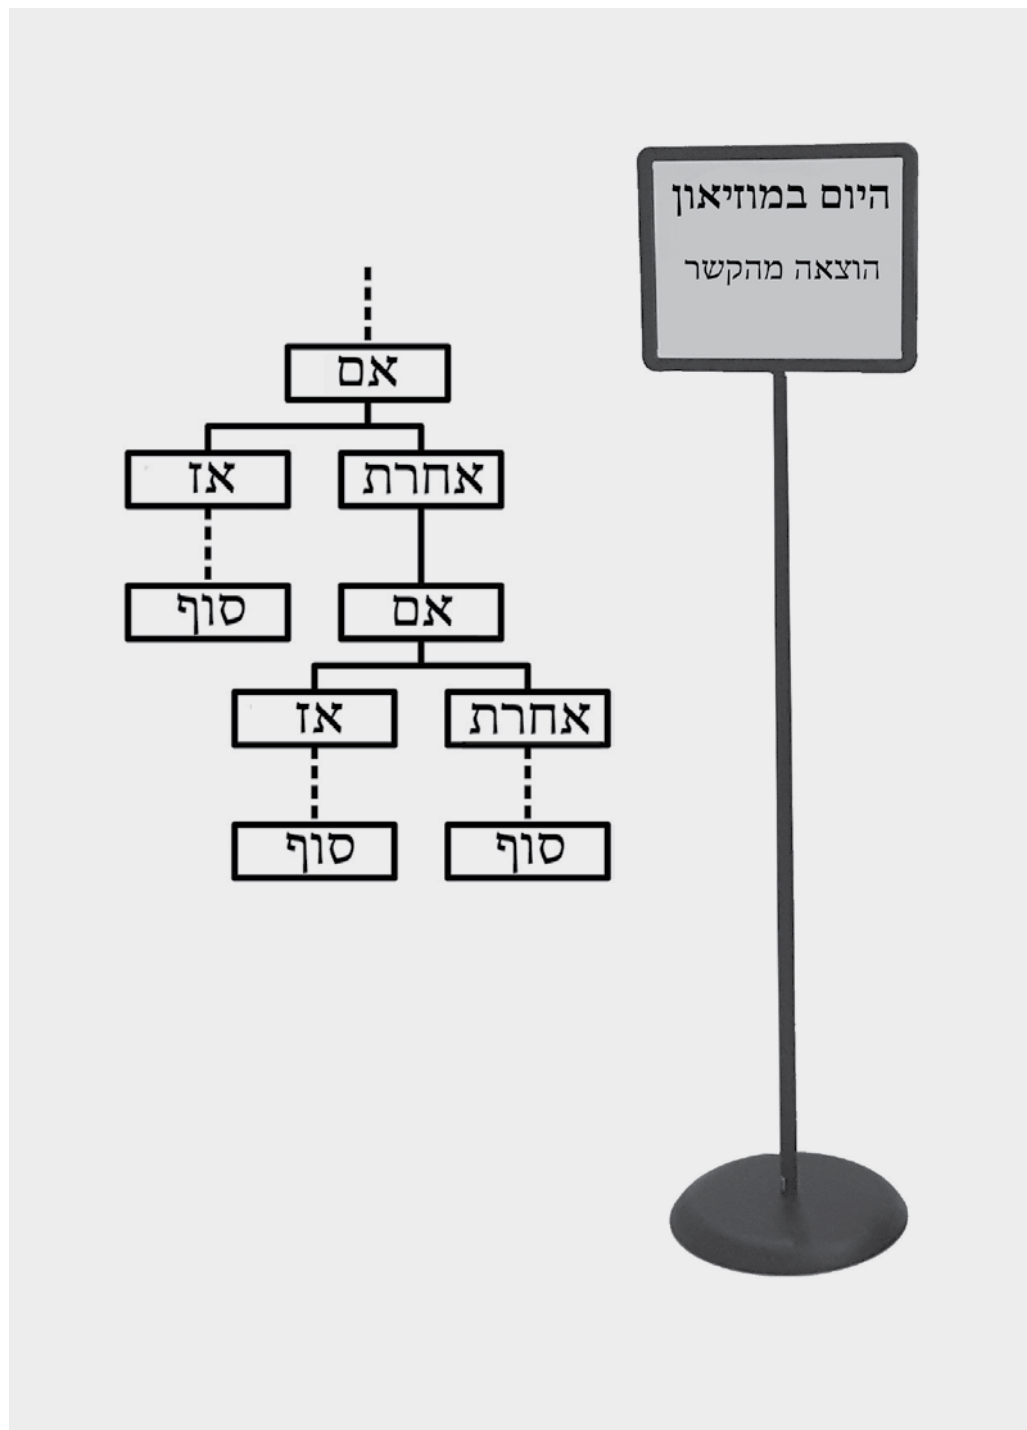 היום במוזיאון
הוצאה מהקשר
אם
אחרת
אז
אם
סוף
אחרת
אז
סוף
סוף